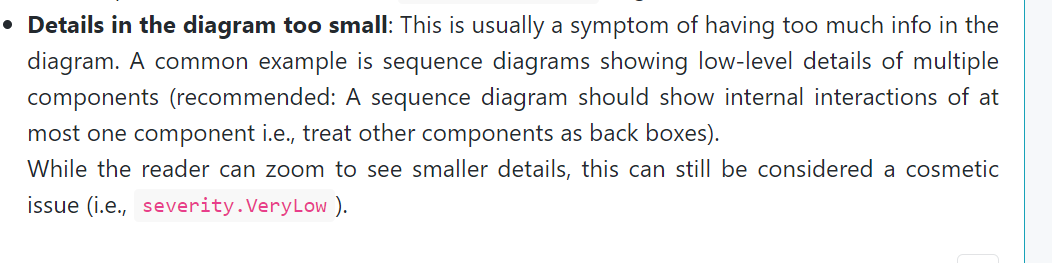 • Details in the diagram too small: This is usually a symptom of having too much info in the
diagram. A common example is sequence diagrams showing low-level details of multiple
components (recommended: A sequence diagram should show internal interactions of at
most one component i.e., treat other components as back boxes).
While the reader can zoom to see smaller details, this can still be considered a cosmetic
issue (i.e., severity.VeryLow ).